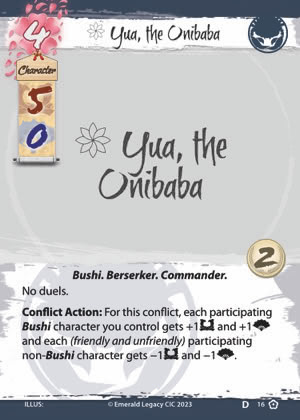 4
Yua, the Onibaba
Character
5
0
Yua, the
Onibaba
2
Bushi. Berserker. Commander.
No duels.
Conflict Action: For this conflict, each participating
Bushi character you control gets +1 and +1
and each (friendly and unfriendly) participating
non-Bushi character gets −1 and −1.
ILLUS:
© Emerald Legacy CIC 2023
D 16